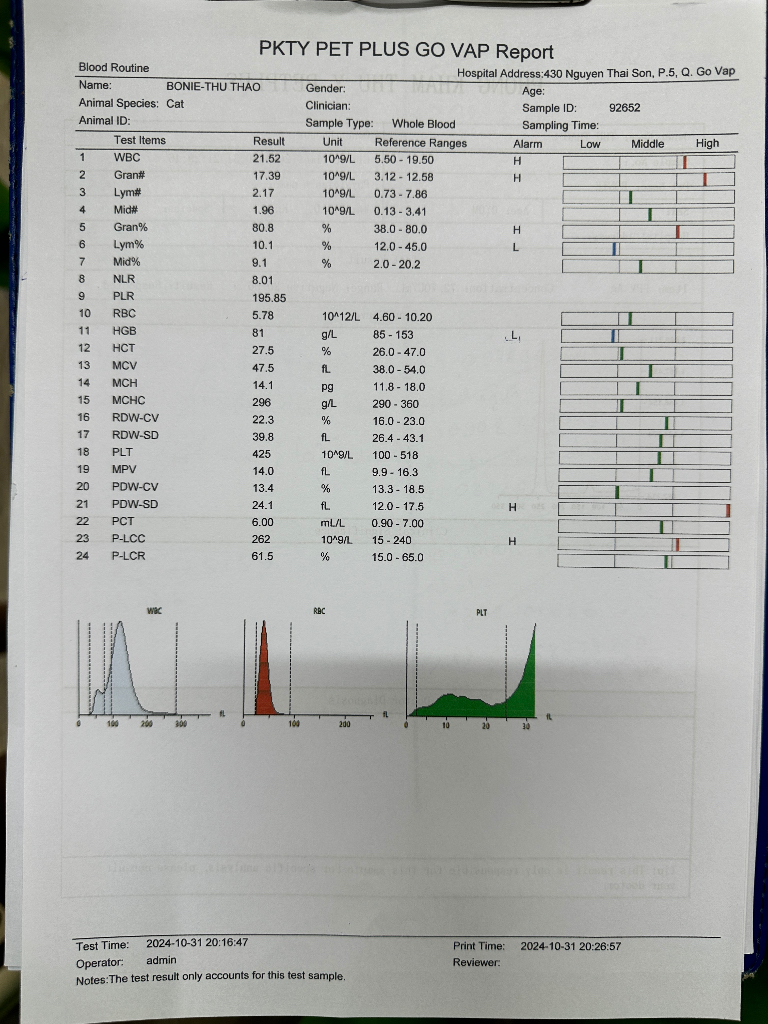 PKTY PET PLUS GO VAP Report
Blood Routine Hospital Address:430 Nguyen Thai Son, P.5, Q. Go Vap
Name: BONIE-THU THAO Gender: Age:
Animal Species: Cat Clinician: Sample ID: 92652
Animal ID: Sample Type: Whole Blood Sampling Time:
Test Items Result Unit Reference Ranges Alarm Low Middle High
1 WBC 21.52 10^9/L 5.50 - 19.50 H
2 Gran# 17.39 10^9/L 3.12 - 12.58 H
3 Lym# 2.17 10^9/L 0.73 - 7.86
4 Mid# 1.96 10^9/L 0.13 - 3.41
5 Gran% 80.8 % 38.0 - 80.0 H
6 Lym% 10.1 % 12.0 - 45.0 L
7 Mid% 9.1 % 2.0 - 20.2
8 NLR 8.01
9 PLR 195.85
10 RBC 5.78 10^12/L 4.60 - 10.20
11 HGB 81 g/L 85 - 153 L
12 HCT 27.5 % 26.0 - 47.0
13 MCV 47.5 fL 38.0 - 54.0
14 MCH 14.1 pg 11.8 - 18.0
15 MCHC 296 g/L 290 - 360
16 RDW-CV 22.3 % 16.0 - 23.0
17 RDW-SD 39.8 fL 26.4 - 43.1
18 PLT 425 10^9/L 100 - 518
19 MPV 14.0 fL 9.9 - 16.3
20 PDW-CV 13.4 % 13.3 - 18.5
21 PDW-SD 24.1 fL 12.0 - 17.5 H
22 PCT 6.00 mL/L 0.90 - 7.00
23 P-LCC 262 10^9/L 15 - 240 H
24 P-LCR 61.5 % 15.0 - 65.0
WBC RBC PLT
0 100 200 300 fL 0 100 200 fL 0 10 20 30 fL
Test Time: 2024-10-31 20:16:47 Print Time: 2024-10-31 20:26:57
Operator: admin Reviewer:
Notes:The test result only accounts for this test sample.